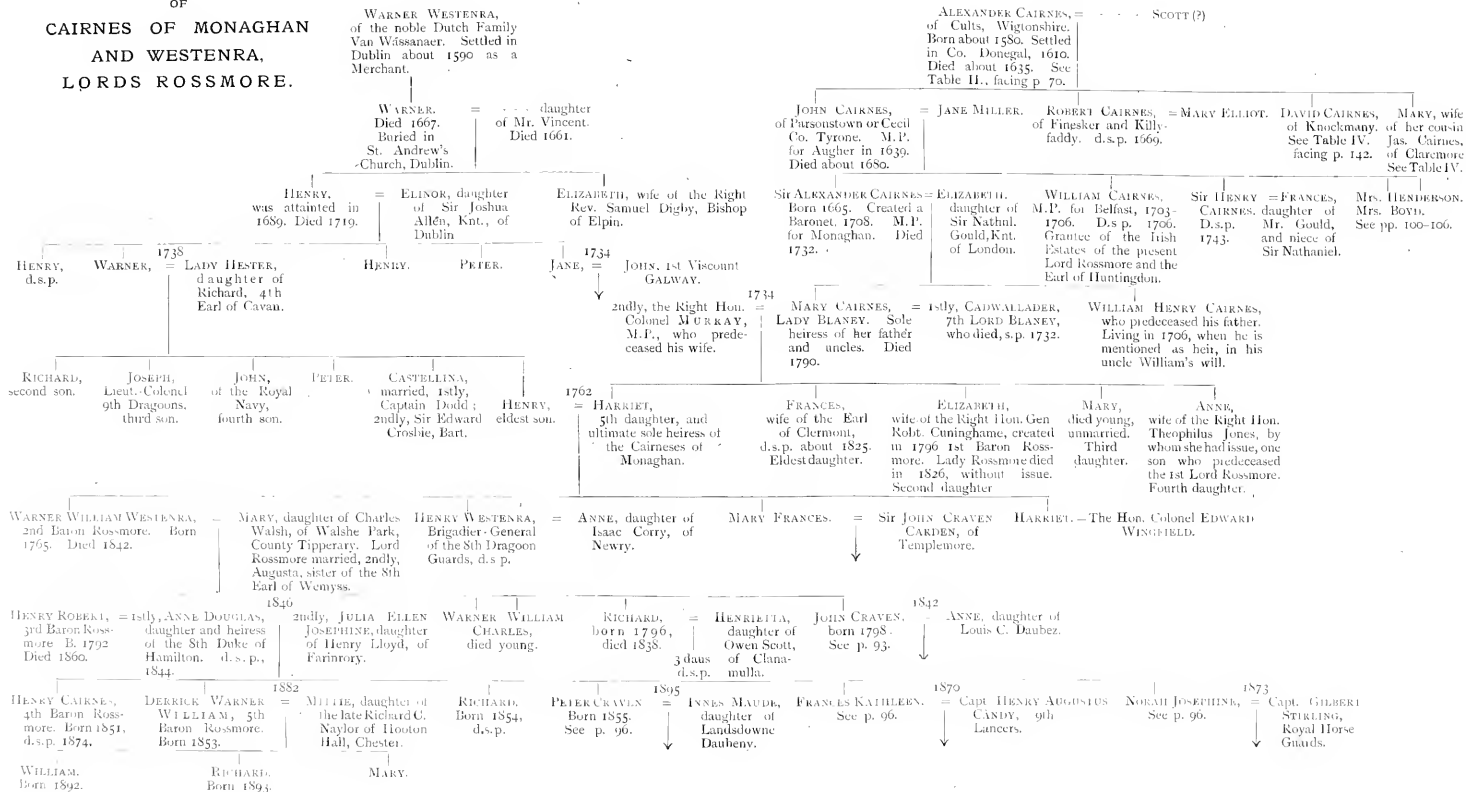 OF
CAIRNES OF MONAGHAN
AND WESTENRA,
LORDS ROSSMORE.
WARNER WESTENRA,
of the noble Dutch Family
Van Wassanaer. Settled in
Dublin about 1590 as a
Merchant.
ALEXANDER CAIRNES, = · · · SCOTT (?)
of Cults, Wigtonshire.
Born about 1580. Settled
in Co. Donegal, 1610.
Died about 1635. See
Table II., facing p 70.
WARNER. = · · · daughter
Died 1667. of Mr. Vincent.
Buried in Died 1661.
St. Andrew's
Church, Dublin.
JOHN CAIRNES, = JANE MILLER.
of Parsonstown or Cecil
Co. Tyrone. M.P.
for Augher in 1639.
Died about 1680.
ROBERT CAIRNES, = MARY ELLIOT.
of Finesker and Killy-
faddy. d.s.p. 1669.
DAVID CAIRNES,
of Knockmany.
See Table IV.
facing p. 142.
MARY, wife
of her cousin
Jas. Cairnes,
of Claremore
See Table IV.
HENRY, =
was attainted in
1689. Died 1719.
ELINOR, daughter
of Sir Joshua
Allen, Knt., of
Dublin
ELIZABETH, wife of the Right
Rev. Samuel Digby, Bishop
of Elpin.
Sir ALEXANDER CAIRNES =
Born 1665. Created a
Baronet, 1708. M.P.
for Monaghan. Died
1732.
ELIZABETH.
daughter of
Sir Nathnl.
Gould, Knt.
of London.
WILLIAM CAIRNES,
M.P. for Belfast, 1703-
1706. D.s p. 1706.
Grantee of the Irish
Estates of the present
Lord Rossmore and the
Earl of Huntingdon.
Sir HENRY =
CAIRNES.
D.s.p.
1743.
FRANCES,
daughter of
Mr. Gould,
and niece of
Sir Nathaniel.
Mrs. HENDERSON.
Mrs. BOYD.
See pp. 100-106.
HENRY,
d.s.p.
1738
WARNER, = LADY HESTER,
daughter of
Richard, 4th
Earl of Cavan.
HENRY.
PETER.
1734
JANE, = JOHN, 1st Viscount
GALWAY.
1734
2ndly, the Right Hon. =
Colonel MURRAY,
M.P., who prede-
ceased his wife.
MARY CAIRNES,
LADY BLANEY. Sole
heiress of her father
and uncles. Died
1790.
= 1stly, CADWALLADER,
7th LORD BLANEY,
who died, s.p. 1732.
WILLIAM HENRY CAIRNES,
who predeceased his father.
Living in 1706, when he is
mentioned as heir, in his
uncle William's will.
RICHARD,
second son.
JOSEPH,
Lieut.-Colonel
9th Dragoons,
third son.
JOHN,
of the Royal
Navy,
fourth son.
PETER.
CASTELLINA,
married, 1stly,
Captain Dodd;
2ndly, Sir Edward
Crosbie, Bart.
HENRY,
eldest son.
1762
= HARRIET,
5th daughter, and
ultimate sole heiress of
the Cairneses of
Monaghan.
FRANCES,
wife of the Earl
of Clermont,
d.s.p. about 1825.
Eldest daughter.
ELIZABETH,
wife of the Right Hon. Gen
Robt. Cuninghame, created
in 1796 1st Baron Ross-
more. Lady Rossmore died
in 1826, without issue.
Second daughter
MARY,
died young,
unmarried.
Third
daughter.
ANNE,
wife of the Right Hon.
Theophilus Jones, by
whom she had issue, one
son who predeceased
the 1st Lord Rossmore.
Fourth daughter.
WARNER WILLIAM WESTENRA, =
2nd Baron Rossmore. Born
1765. Died 1842.
MARY, daughter of Charles
Walsh, of Walshe Park,
County Tipperary. Lord
Rossmore married, 2ndly,
Augusta, sister of the 8th
Earl of Wemyss.
HENRY WESTENRA, =
Brigadier-General
of the 8th Dragoon
Guards, d.s p.
ANNE, daughter of
Isaac Corry, of
Newry.
MARY FRANCES. =
Sir JOHN CRAVEN
CARDEN, of
Templemore.
HARRIET. = The Hon. Colonel EDWARD
WINGFIELD.
HENRY ROBERT,
3rd Baron Ross-
more B. 1792
Died 1860.
= 1stly, ANNE DOUGLAS,
daughter and heiress
of the 8th Duke of
Hamilton. d.s.p.,
1844.
1846
2ndly, JULIA ELLEN
JOSEPHINE, daughter
of Henry Lloyd, of
Farinrory.
WARNER WILLIAM
CHARLES,
died young.
RICHARD, =
born 1796,
died 1838.
HENRIETTA,
daughter of
Owen Scott,
of Clana-
mulla.
3 daus
d.s.p.
JOHN CRAVEN.
born 1798.
See p. 93.
1842
ANNE, daughter of
Louis C. Daubez.
HENRY CAIRNES,
4th Baron Ross-
more. Born 1851,
d.s.p. 1874.
1882
DERRICK WARNER =
WILLIAM, 5th
Baron Rossmore.
Born 1853.
MITTIE, daughter of
the late Richard C.
Naylor of Hooton
Hall, Chester.
RICHARD,
Born 1854,
d.s.p.
1895
PETER CRAVEN =
Born 1855.
See p. 96.
INNES MAUDE,
daughter of
Landsdowne
Daubeny.
1870
FRANCES KATHLEEN. =
See p. 96.
Capt HENRY AUGUSTUS
CANDY, 9th
Lancers.
1873
NORAH JOSEPHINE, =
See p. 96.
Capt. GILBERT
STIRLING,
Royal Horse
Guards.
WILLIAM.
Born 1892.
RICHARD.
Born 1893.
MARY.